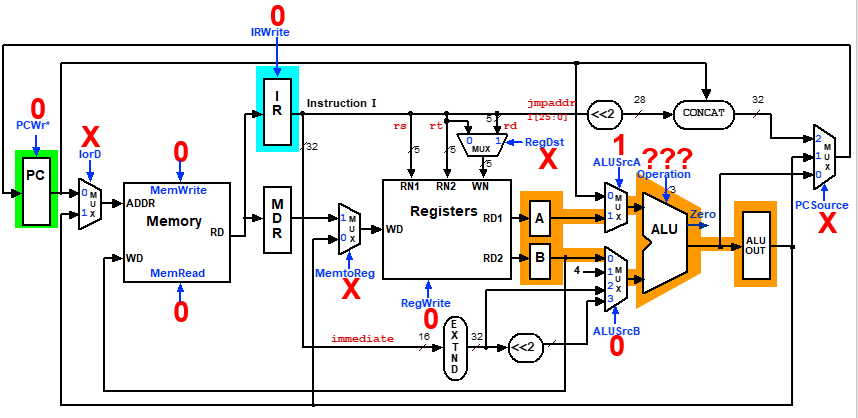 0
IRWrite
0
PCWr*
X
IorD
0
MemWrite
I
R
Instruction I
32
rs
rt
rd
5
jmpaddr
I[25:0]
<<2
28
CONCAT
32
5
5
0
MUX
1
5
RegDst
X
RN1
RN2
WN
1
ALUSrcA
???
Operation
3
2
1
0
M
U
X
PCSource
X
PC
0
1
M
U
X
ADDR
Memory
RD
WD
MemRead
0
M
D
R
1
0
M
U
X
MemtoReg
X
WD
Registers
RD1
RD2
RegWrite
0
A
B
0
1
M
U
X
4
0
1
2
3
M
U
X
ALUSrcB
0
ALU
Zero
ALU
OUT
immediate
16
E
X
T
N
D
32
<<2